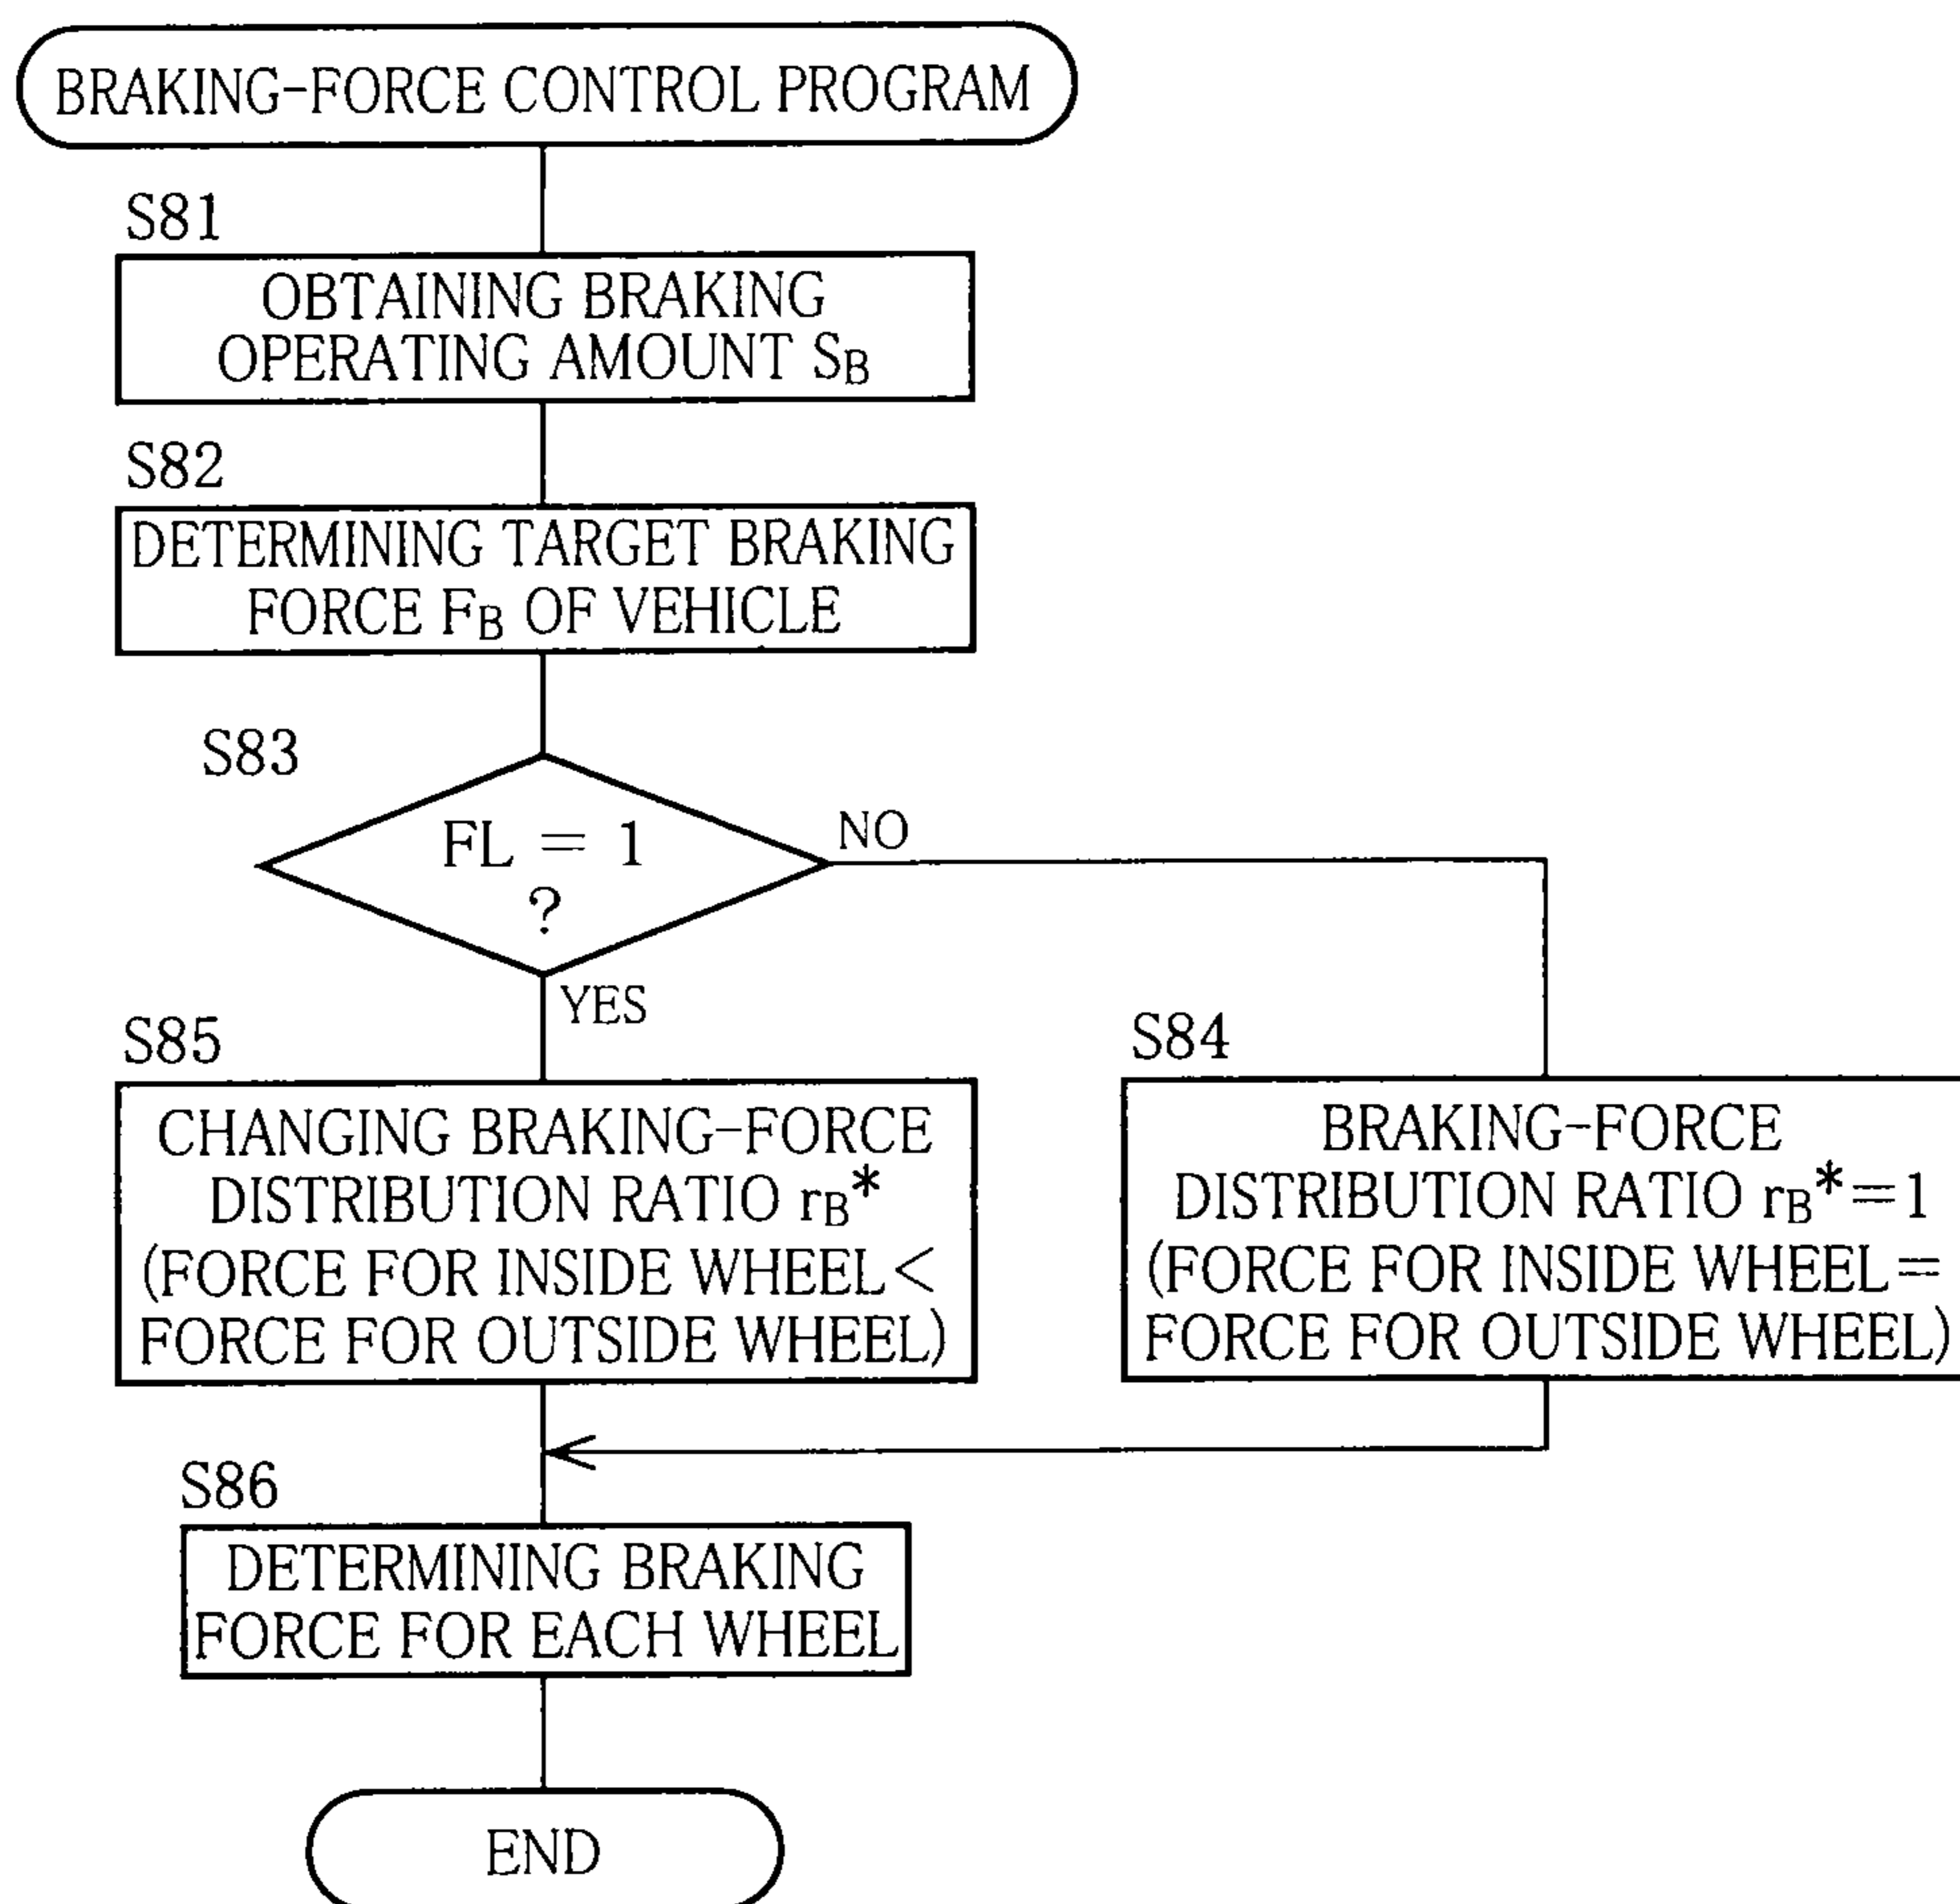 BRAKING-FORCE CONTROL PROGRAM
S81
OBTAINING BRAKING
OPERATING AMOUNT SB
S82
DETERMINING TARGET BRAKING
FORCE FB OF VEHICLE
S83
FL = 1
?
NO
YES
S85
CHANGING BRAKING-FORCE
DISTRIBUTION RATIO rB*
(FORCE FOR INSIDE WHEEL<
FORCE FOR OUTSIDE WHEEL)
S84
BRAKING-FORCE
DISTRIBUTION RATIO rB*=1
(FORCE FOR INSIDE WHEEL=
FORCE FOR OUTSIDE WHEEL)
S86
DETERMINING BRAKING
FORCE FOR EACH WHEEL
END